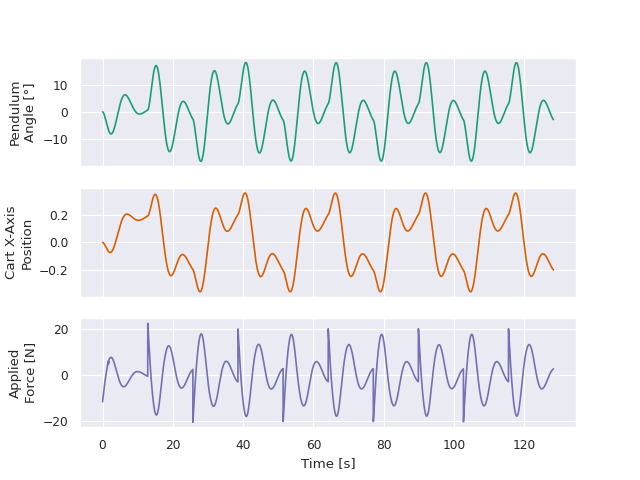 Pendulum
Angle [°]
10
0
−10
Cart X-Axis
Position
0.2
0.0
−0.2
Applied
Force [N]
20
0
−20
0 20 40 60 80 100 120
Time [s]